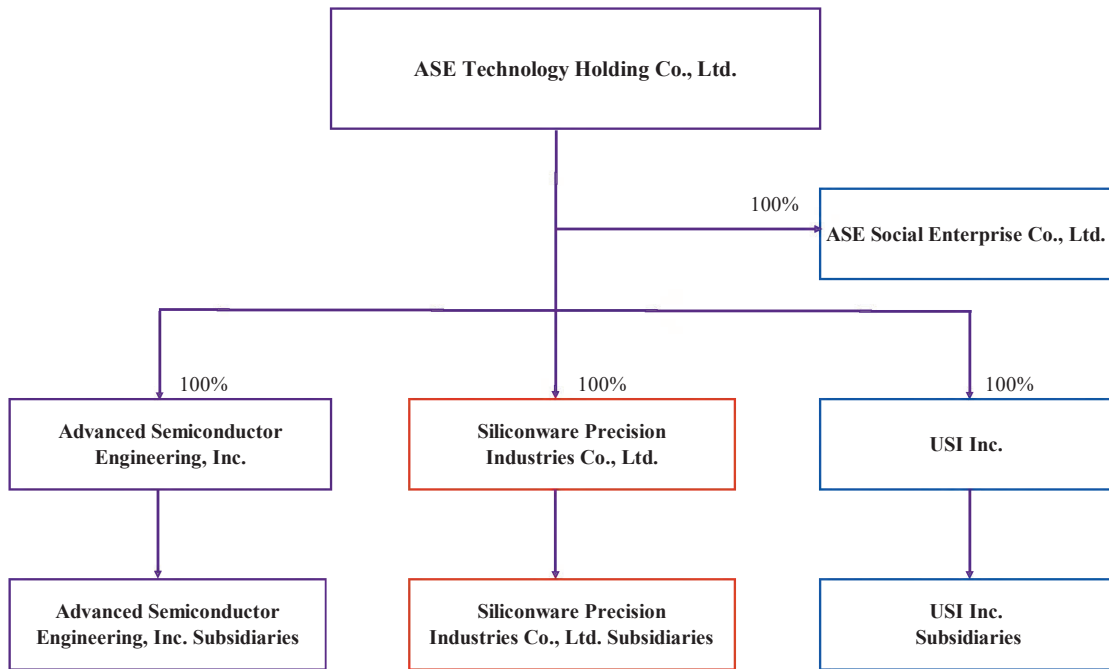 ASE Technology Holding Co., Ltd.
100%
ASE Social Enterprise Co., Ltd.
100%
100%
100%
Advanced Semiconductor
Engineering, Inc.
Siliconware Precision
Industries Co., Ltd.
USI Inc.
Advanced Semiconductor
Engineering, Inc. Subsidiaries
Siliconware Precision
Industries Co., Ltd. Subsidiaries
USI Inc.
Subsidiaries